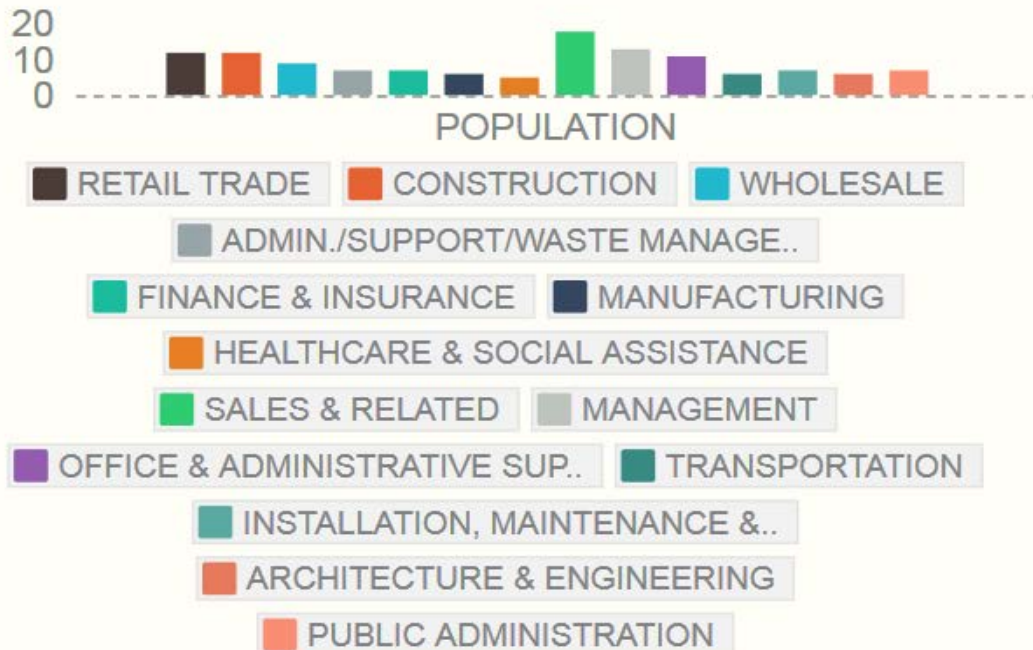 20
10
0
POPULATION
RETAIL TRADE CONSTRUCTION WHOLESALE
ADMIN./SUPPORT/WASTE MANAGE..
FINANCE & INSURANCE MANUFACTURING
HEALTHCARE & SOCIAL ASSISTANCE
SALES & RELATED MANAGEMENT
OFFICE & ADMINISTRATIVE SUP.. TRANSPORTATION
INSTALLATION, MAINTENANCE &..
ARCHITECTURE & ENGINEERING
PUBLIC ADMINISTRATION